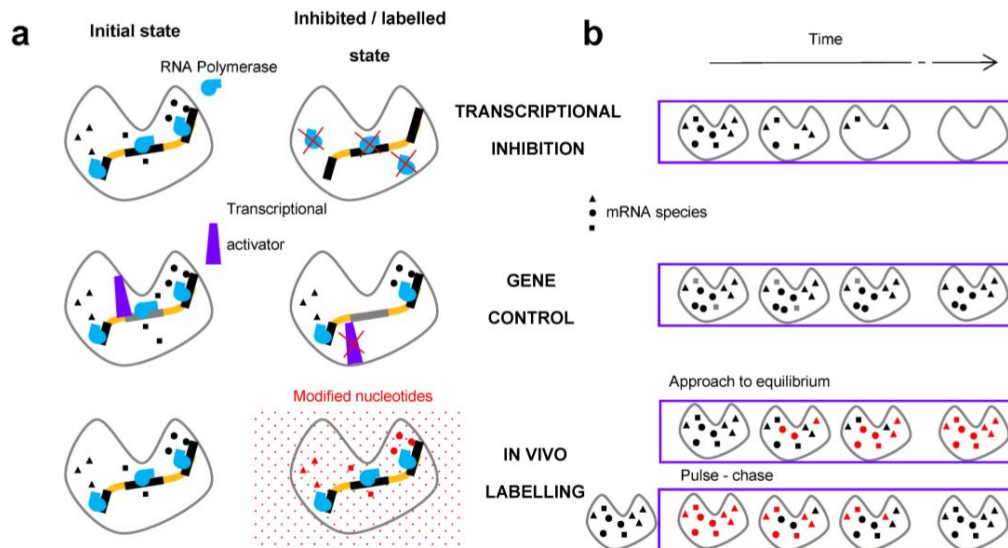 a
Initial state
Inhibited / labelled
state
RNA Polymerase
Transcriptional
activator
Modified nucleotides
TRANSCRIPTIONAL
INHIBITION
GENE
CONTROL
IN VIVO
LABELLING
b
Time
mRNA species
Approach to equilibrium
Pulse - chase